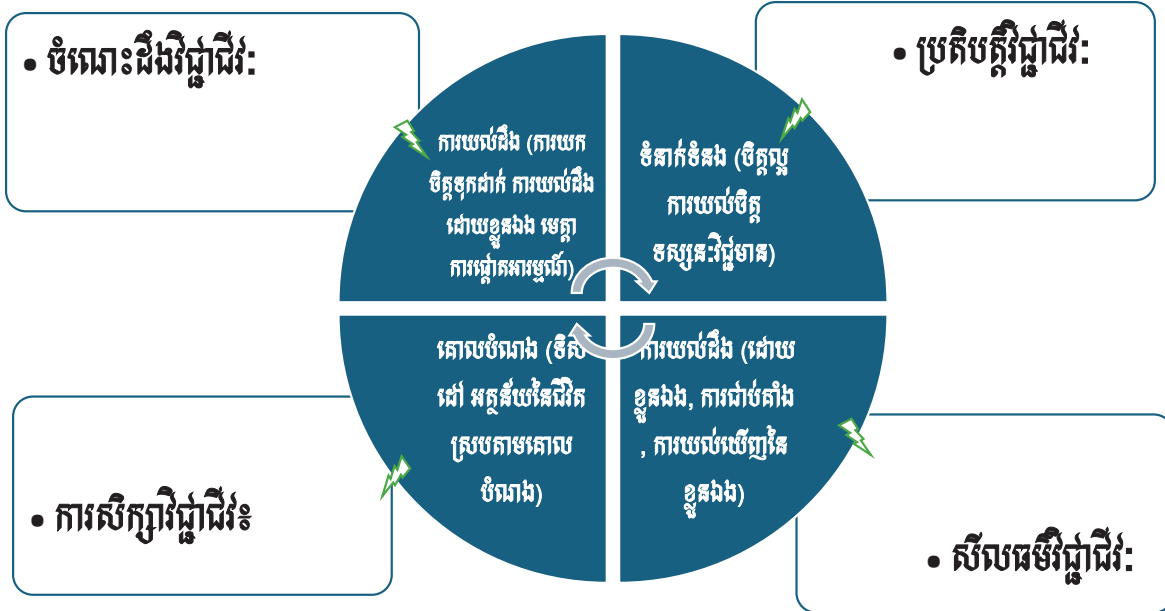 • ចំណេះដឹងវិជ្ជាជីវ:
• ប្រតិបត្តិវិជ្ជាជីវ:
ការយល់ដឹង (ការយក
ចិត្តទុកដាក់ ការយល់ដឹង
ដោយខ្លួនឯង មេត្តា
ការផ្តោតអារម្មណ៍)
ទំនាក់ទំនង (ចិត្តល្អ
ការយល់ចិត្ត
ទស្សនៈវិជ្ជមាន)
គោលបំណង (ទិស
ដៅ អត្ថន័យនៃជីវិត
ស្របតាមគោល
បំណង)
ការយល់ដឹង (ដោយ
ខ្លួនឯង, ការជាប់គាំង
, ការយល់ឃើញនៃ
ខ្លួនឯង)
• ការសិក្សាវិជ្ជាជីវ៖
• សីលធម៌វិជ្ជាជីវ: